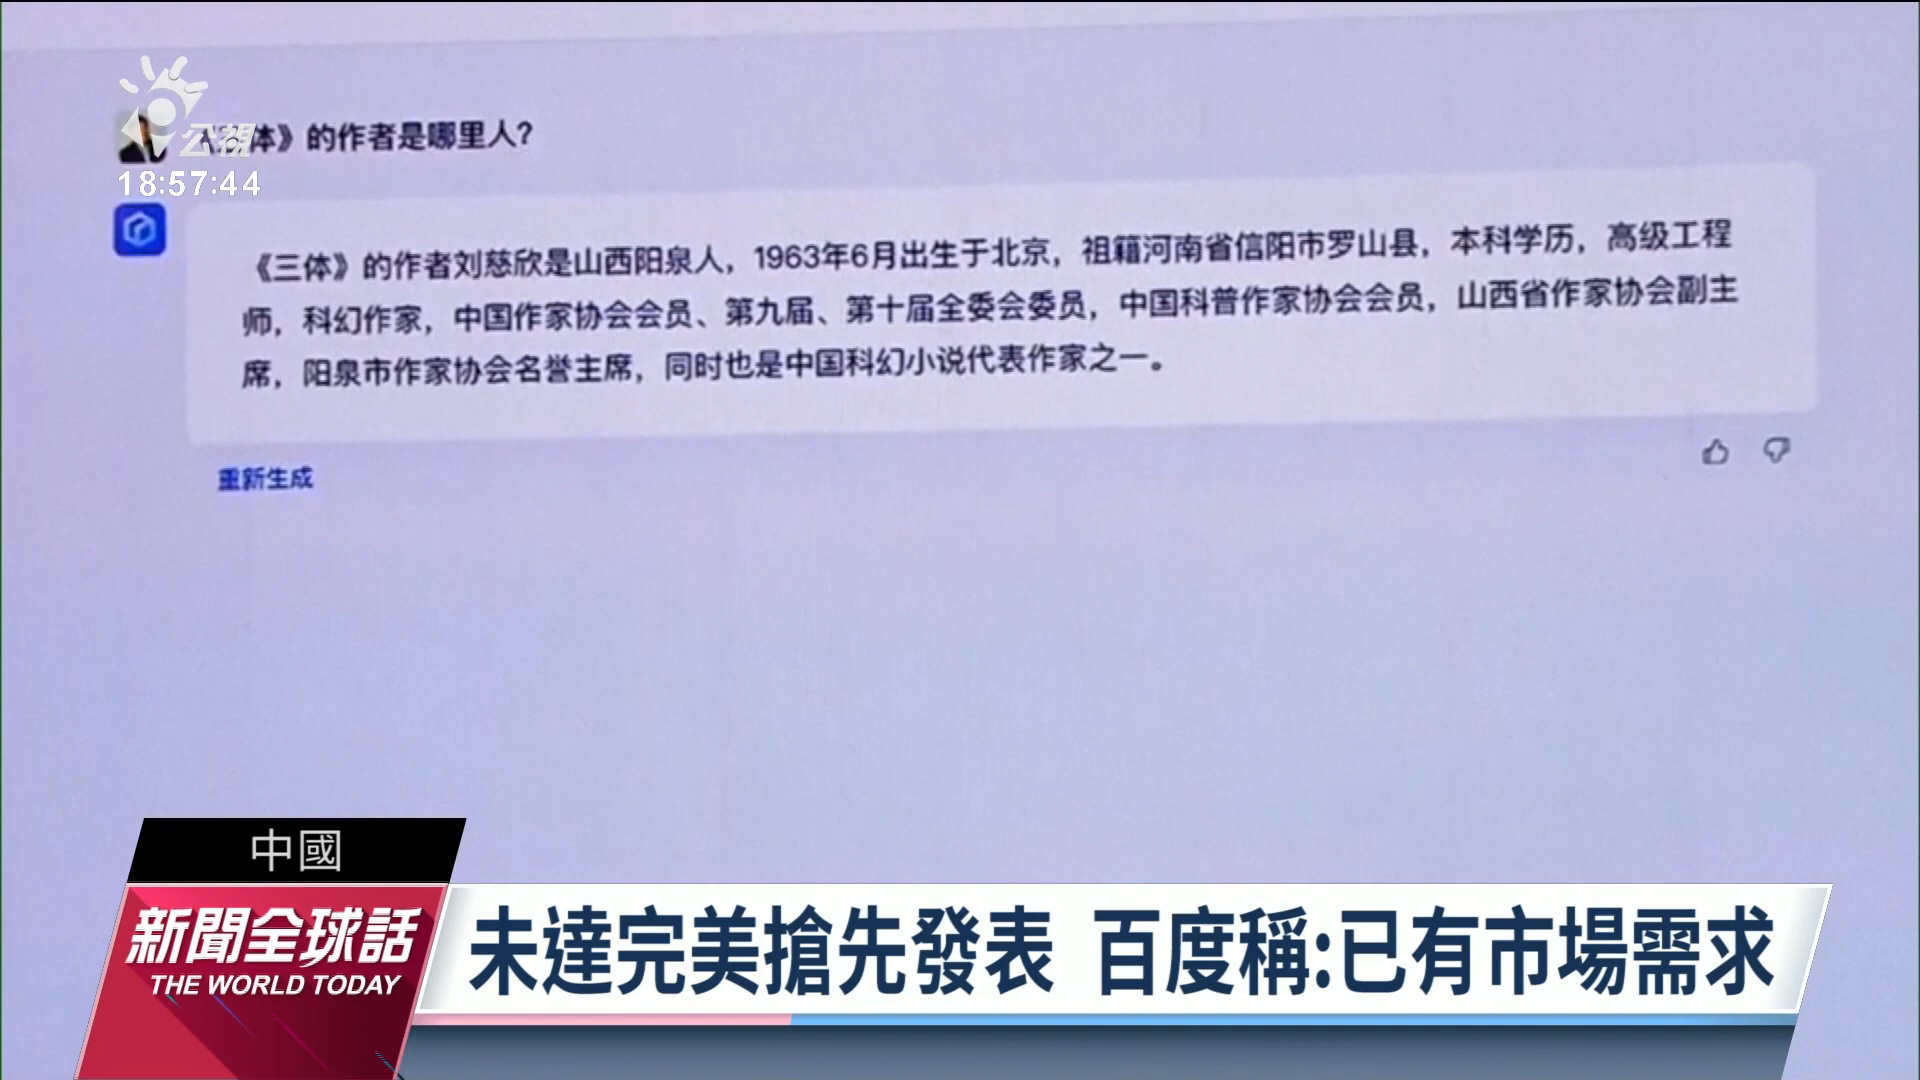 公視
18:57:44
体》的作者是哪里人?
《三体》的作者刘慈欣是山西阳泉人，1963年6月出生于北京，祖籍河南省信阳市罗山县，本科学历，高级工程
师，科幻作家，中国作家协会会员、第九届、第十届全委会委员，中国科普作家协会会员，山西省作家协会副主
席，阳泉市作家协会名誉主席，同时也是中国科幻小说代表作家之一。
重新生成
中國
新聞全球話
THE WORLD TODAY
未達完美搶先發表 百度稱:已有市場需求